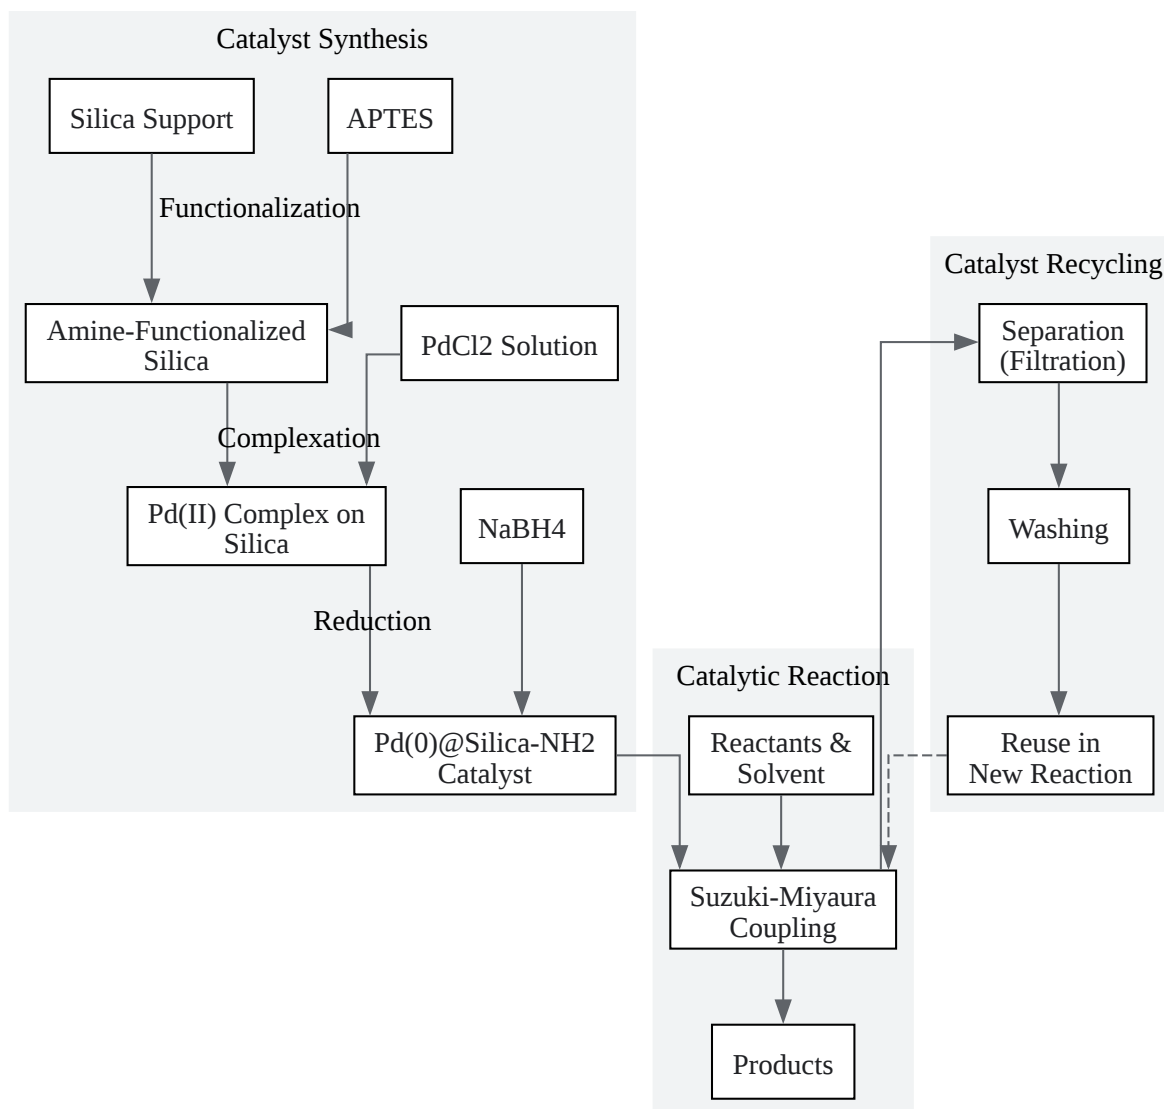 Catalyst Synthesis
Silica Support
APTES
Functionalization
Amine-Functionalized
Silica
PdCl2 Solution
Complexation
Pd(II) Complex on
Silica
NaBH4
Reduction
Pd(0)@Silica-NH2
Catalyst
Catalytic Reaction
Reactants &
Solvent
Suzuki-Miyaura
Coupling
Products
Catalyst Recycling
Separation
(Filtration)
Washing
Reuse in
New Reaction